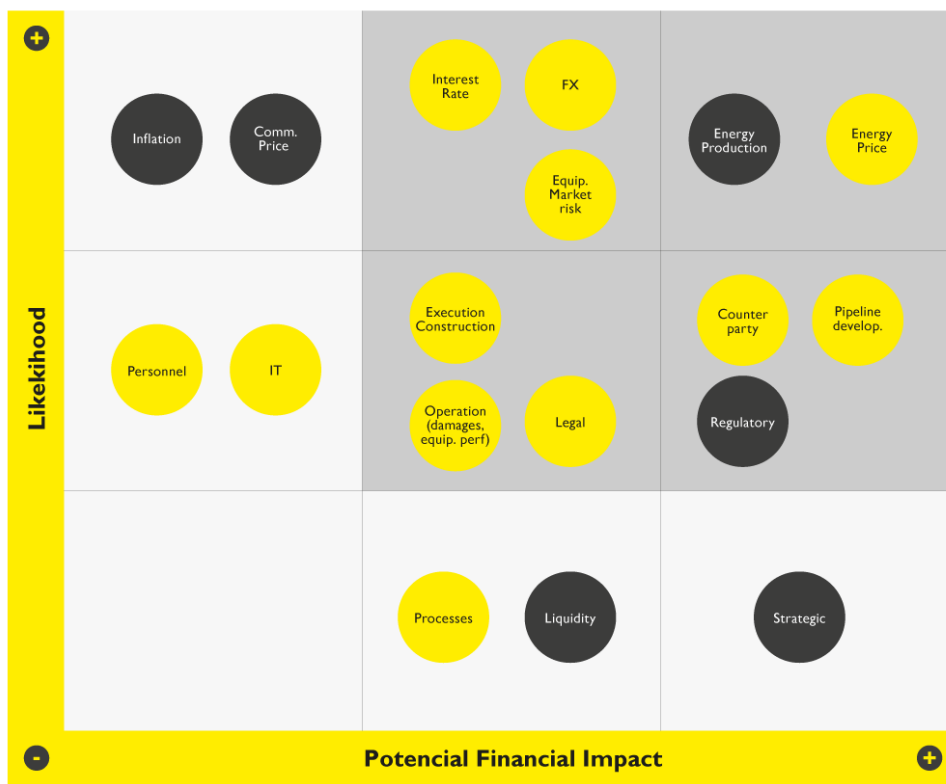 +
Interest
Rate
FX
Inflation
Comm.
Price
Energy
Production
Energy
Price
Equip.
Market
risk
Likekihood
Execution
Construction
Counter
party
Pipeline
develop.
Personnel
IT
Operation
(damages,
equip. perf)
Legal
Regulatory
Processes
Liquidity
Strategic
-
Potencial Financial Impact
+